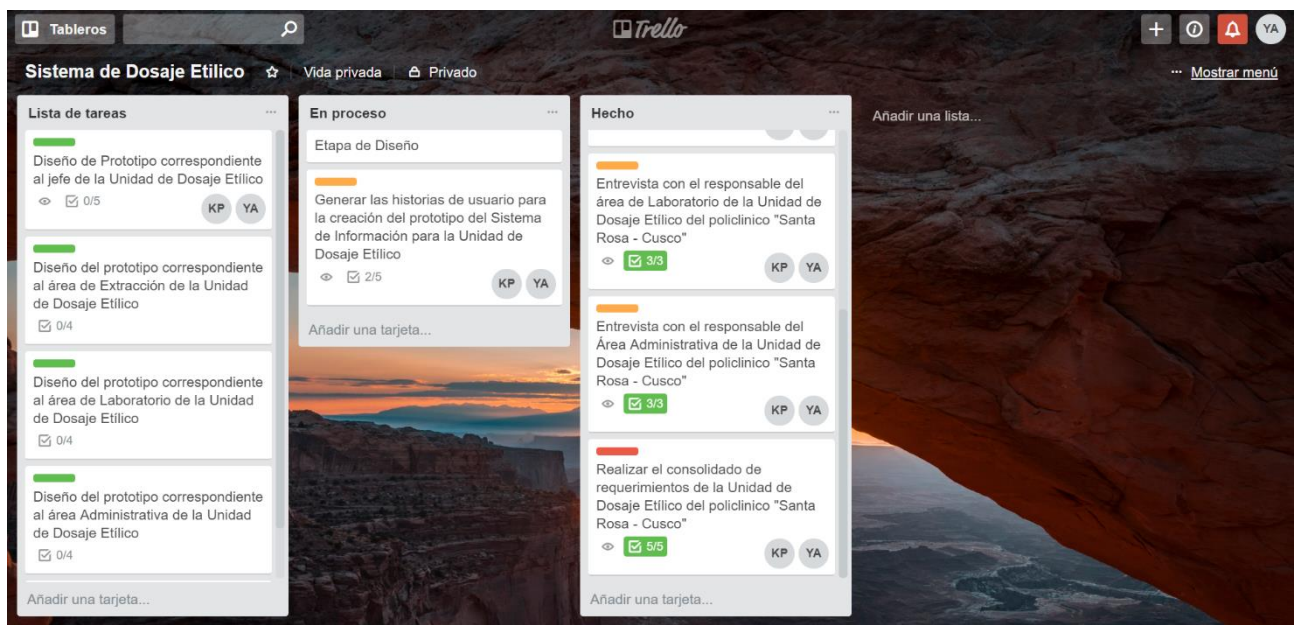 Tableros
Trello
YA
Sistema de Dosaje Etilico
Vida privada
Privado
··· Mostrar menú
Lista de tareas
Diseño de Prototipo correspondiente
al jefe de la Unidad de Dosaje Etílico
0/5
KP YA
Diseño del prototipo correspondiente
al área de Extracción de la Unidad
de Dosaje Etílico
0/4
Diseño del prototipo correspondiente
al área de Laboratorio de la Unidad
de Dosaje Etílico
0/4
Diseño del prototipo correspondiente
al área Administrativa de la Unidad
de Dosaje Etílico
0/4
Añadir una tarjeta...
En proceso
Etapa de Diseño
Generar las historias de usuario para
la creación del prototipo del Sistema
de Información para la Unidad de
Dosaje Etílico
2/5
KP YA
Añadir una tarjeta...
Hecho
Entrevista con el responsable del
área de Laboratorio de la Unidad de
Dosaje Etílico del policlinico "Santa
Rosa - Cusco"
3/3
KP YA
Entrevista con el responsable del
Área Administrativa de la Unidad de
Dosaje Etílico del policlinico "Santa
Rosa - Cusco"
3/3
KP YA
Realizar el consolidado de
requerimientos de la Unidad de
Dosaje Etílico del policlinico "Santa
Rosa - Cusco"
5/5
KP YA
Añadir una tarjeta...
Añadir una lista...